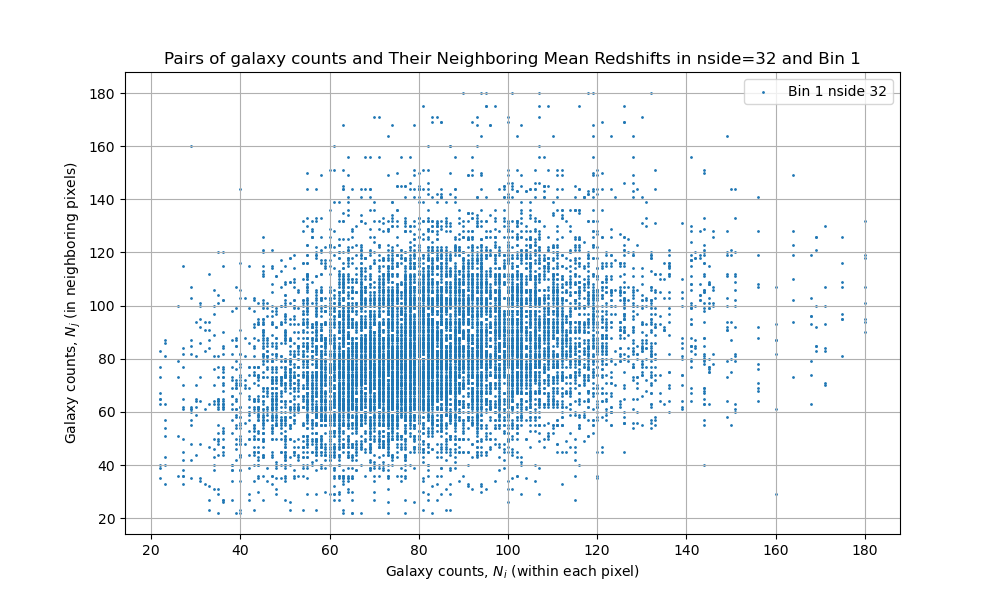 Pairs of galaxy counts and Their Neighboring Mean Redshifts in nside=32 and Bin 1
Bin 1 nside 32
180
160
140
120
100
80
60
40
20
Galaxy counts, N_j (in neighboring pixels)
20 40 60 80 100 120 140 160 180
Galaxy counts, N_i (within each pixel)